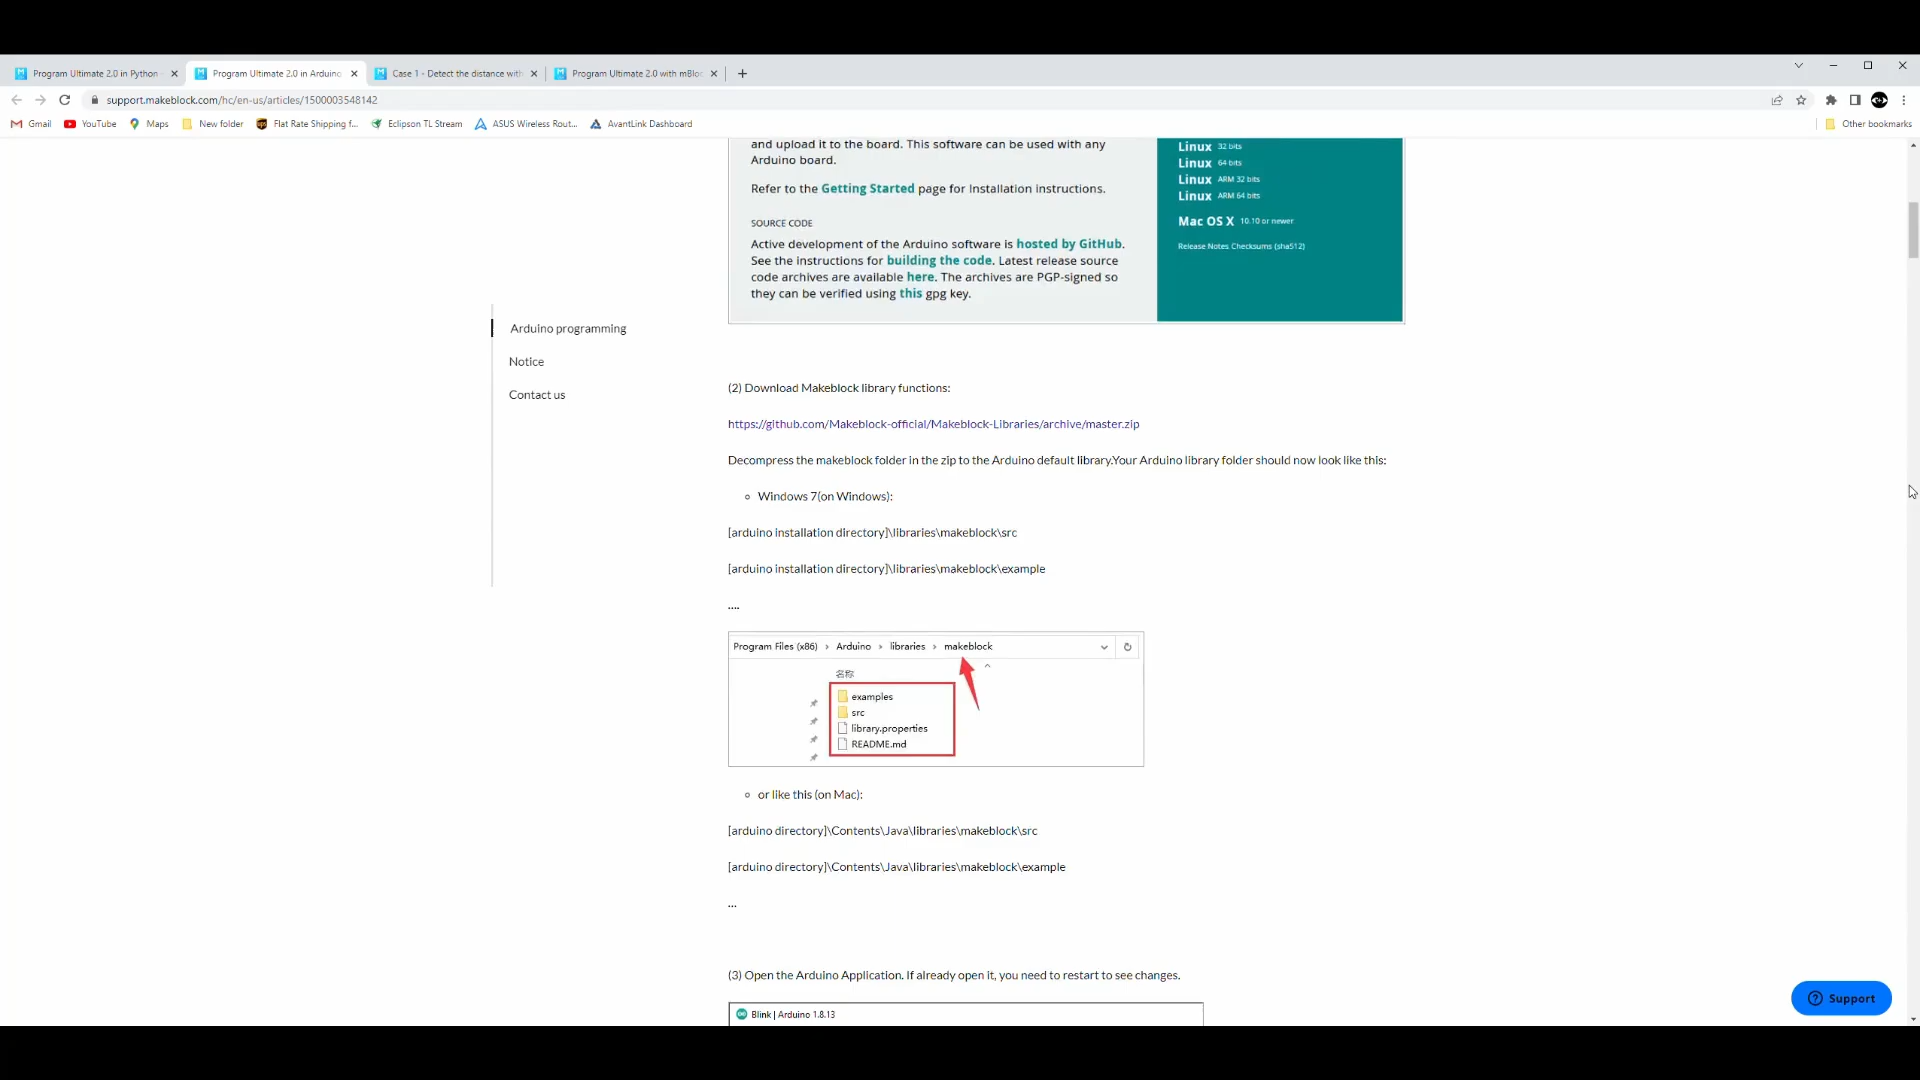 Program Ultimate 2.0 in Python
Program Ultimate 2.0 in Arduino
Case 1 - Detect the distance with
Program Ultimate 2.0 with mBloc
support.makeblock.com/hc/en-us/articles/1500003548142
Gmail
YouTube
Maps
New folder
Flat Rate Shipping f...
Eclipson TL Stream
ASUS Wireless Rout...
AvantLink Dashboard
Other bookmarks
and upload it to the board. This software can be used with any
Arduino board.
Refer to the Getting Started page for Installation instructions.
SOURCE CODE
Active development of the Arduino software is hosted by GitHub.
See the instructions for building the code. Latest release source
code archives are available here. The archives are PGP-signed so
they can be verified using this gpg key.
Linux 32 bits
Linux 64 bits
Linux ARM 32 bits
Linux ARM 64 bits
Mac OS X 10.10 or newer
Release Notes Checksums (sha512)
Arduino programming
Notice
Contact us
(2) Download Makeblock library functions:
https://github.com/Makeblock-official/Makeblock-Libraries/archive/master.zip
Decompress the makeblock folder in the zip to the Arduino default library.Your Arduino library folder should now look like this:
Windows 7(on Windows):
[arduino installation directory]\libraries\makeblock\src
[arduino installation directory]\libraries\makeblock\example
....
Program Files (x86) › Arduino › libraries › makeblock
名称
examples
src
library.properties
README.md
or like this (on Mac):
[arduino directory]\Contents\Java\libraries\makeblock\src
[arduino directory]\Contents\Java\libraries\makeblock\example
...
(3) Open the Arduino Application. If already open it, you need to restart to see changes.
Blink | Arduino 1.8.13
Support